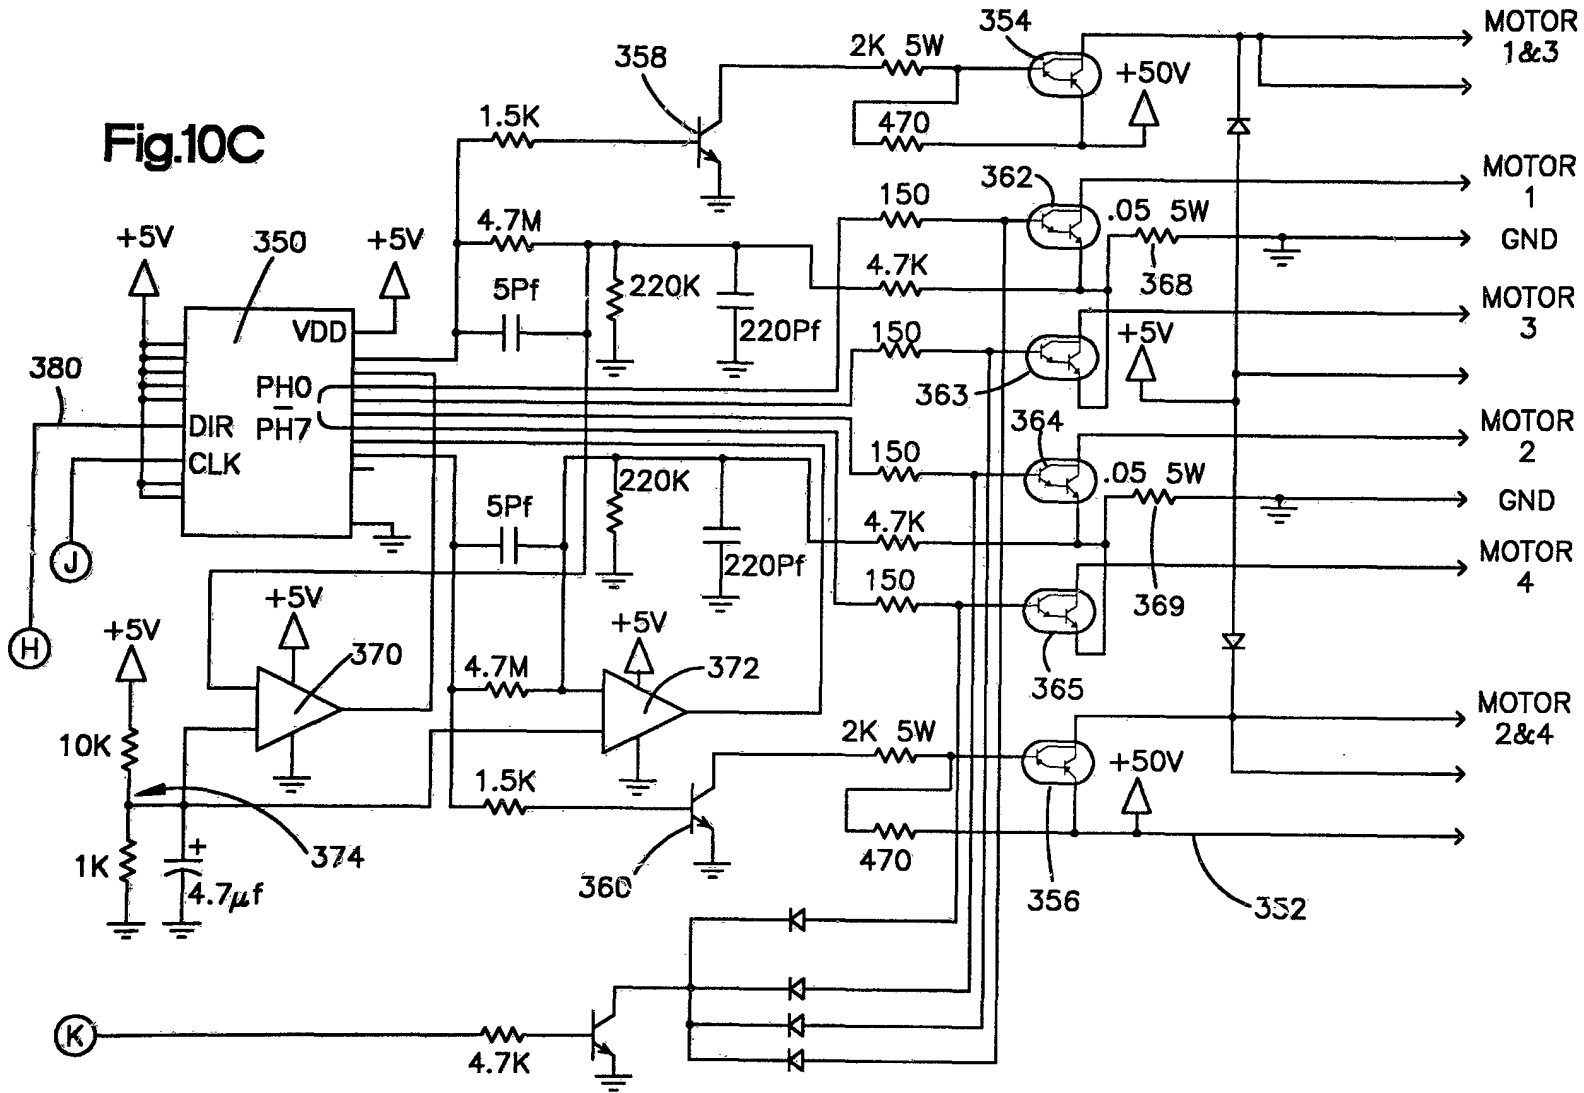 Fig.10C
354
2K 5W
MOTOR
1&3
358
+50V
1.5K
470
MOTOR
1
362
150
.05 5W
4.7M
+5V
350
+5V
GND
4.7K
368
5Pf
220K
MOTOR
3
VDD
220Pf
150
+5V
380
PH0
363
DIR
PH7
364
MOTOR
2
CLK
150
.05 5W
220K
GND
5Pf
4.7K
J
220Pf
MOTOR
4
150
369
+5V
+5V
+5V
H
370
4.7M
372
365
MOTOR
2&4
2K 5W
10K
+50V
1.5K
374
1K
+
470
4.7µf
360
356
352
K
4.7K